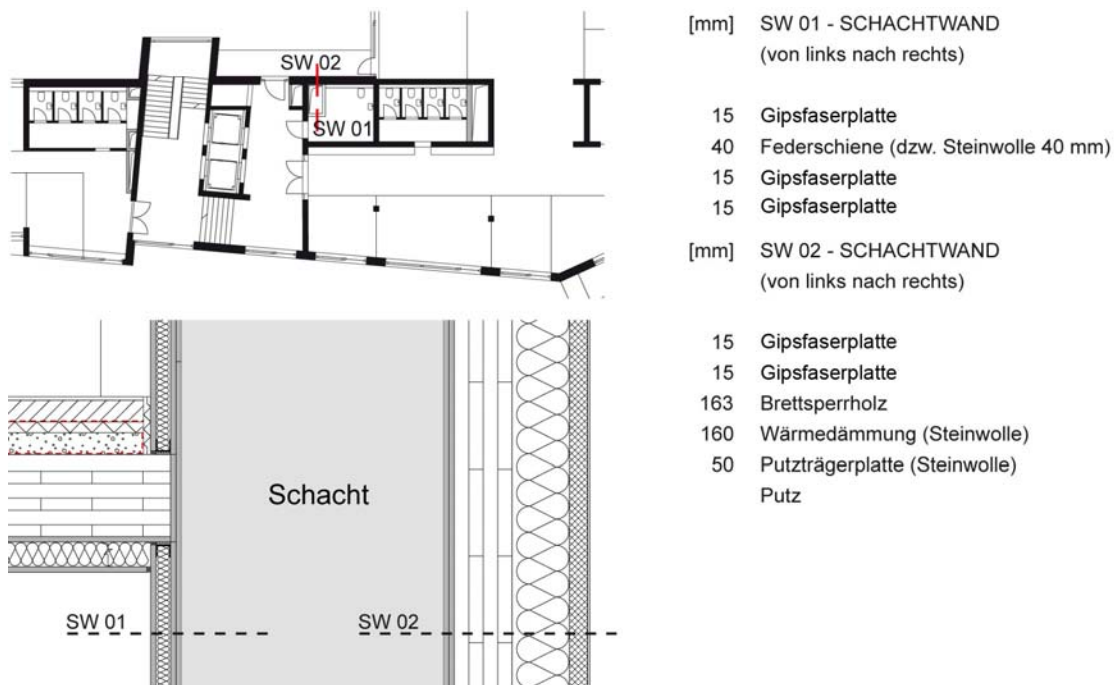 SW 02
SW 01
Schacht
SW 01
SW 02
[mm] SW 01 - SCHACHTWAND
(von links nach rechts)
15 Gipsfaserplatte
40 Federschiene (dzw. Steinwolle 40 mm)
15 Gipsfaserplatte
15 Gipsfaserplatte
[mm] SW 02 - SCHACHTWAND
(von links nach rechts)
15 Gipsfaserplatte
15 Gipsfaserplatte
163 Brettsperrholz
160 Wärmedämmung (Steinwolle)
50 Putzträgerplatte (Steinwolle)
Putz